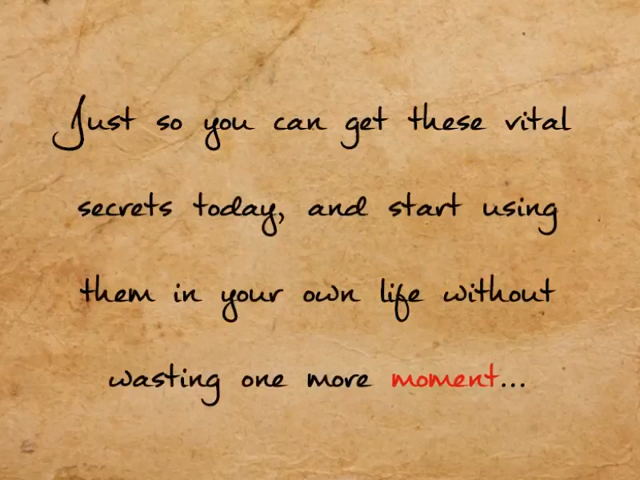 Just so you can get these vital
secrets today, and start using
them in your own life without
wasting one more moment...